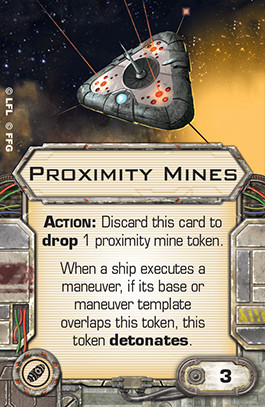 © LFL © FFG
PROXIMITY MINES
ACTION: Discard this card to
drop 1 proximity mine token.
When a ship executes a
maneuver, if its base or
maneuver template
overlaps this token, this
token detonates.
3